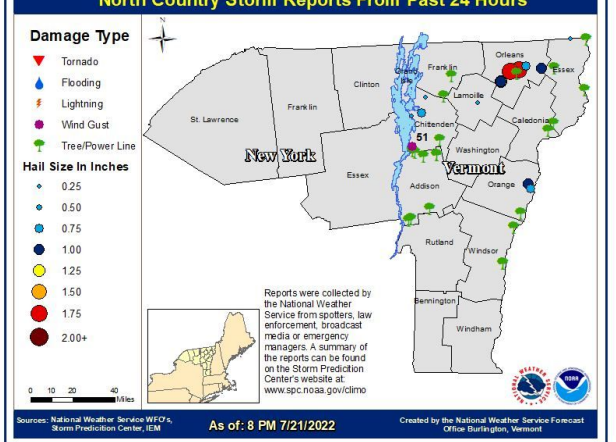 North Country Storm Reports From Past 24 Hours
Damage Type
Tornado
Flooding
Lightning
Wind Gust
Tree/Power Line
Hail Size In Inches
0.25
0.50
0.75
1.00
1.25
1.50
1.75
2.00+
0 10 20 40
Miles
N
St. Lawrence
Franklin
Clinton
Essex
New York
Grand
Isle
Franklin
Orleans
Essex
Lamoille
Caledonia
Chittenden
51
Washington
Vermont
Addison
Orange
Rutland
Windsor
Bennington
Windham
Reports were collected by
the National Weather
Service from spotters, law
enforcement, broadcast
media or emergency
managers. A summary of
the reports can be found
on the Storm Predicition
Center's website at:
www.spc.noaa.gov/climo
NATIONAL WEATHER SERVICE
NOAA
Sources: National Weather Service WFO's,
Storm Predicition Center, IEM
As of: 8 PM 7/21/2022
Created by the National Weather Service Forecast
Office Burlington, Vermont